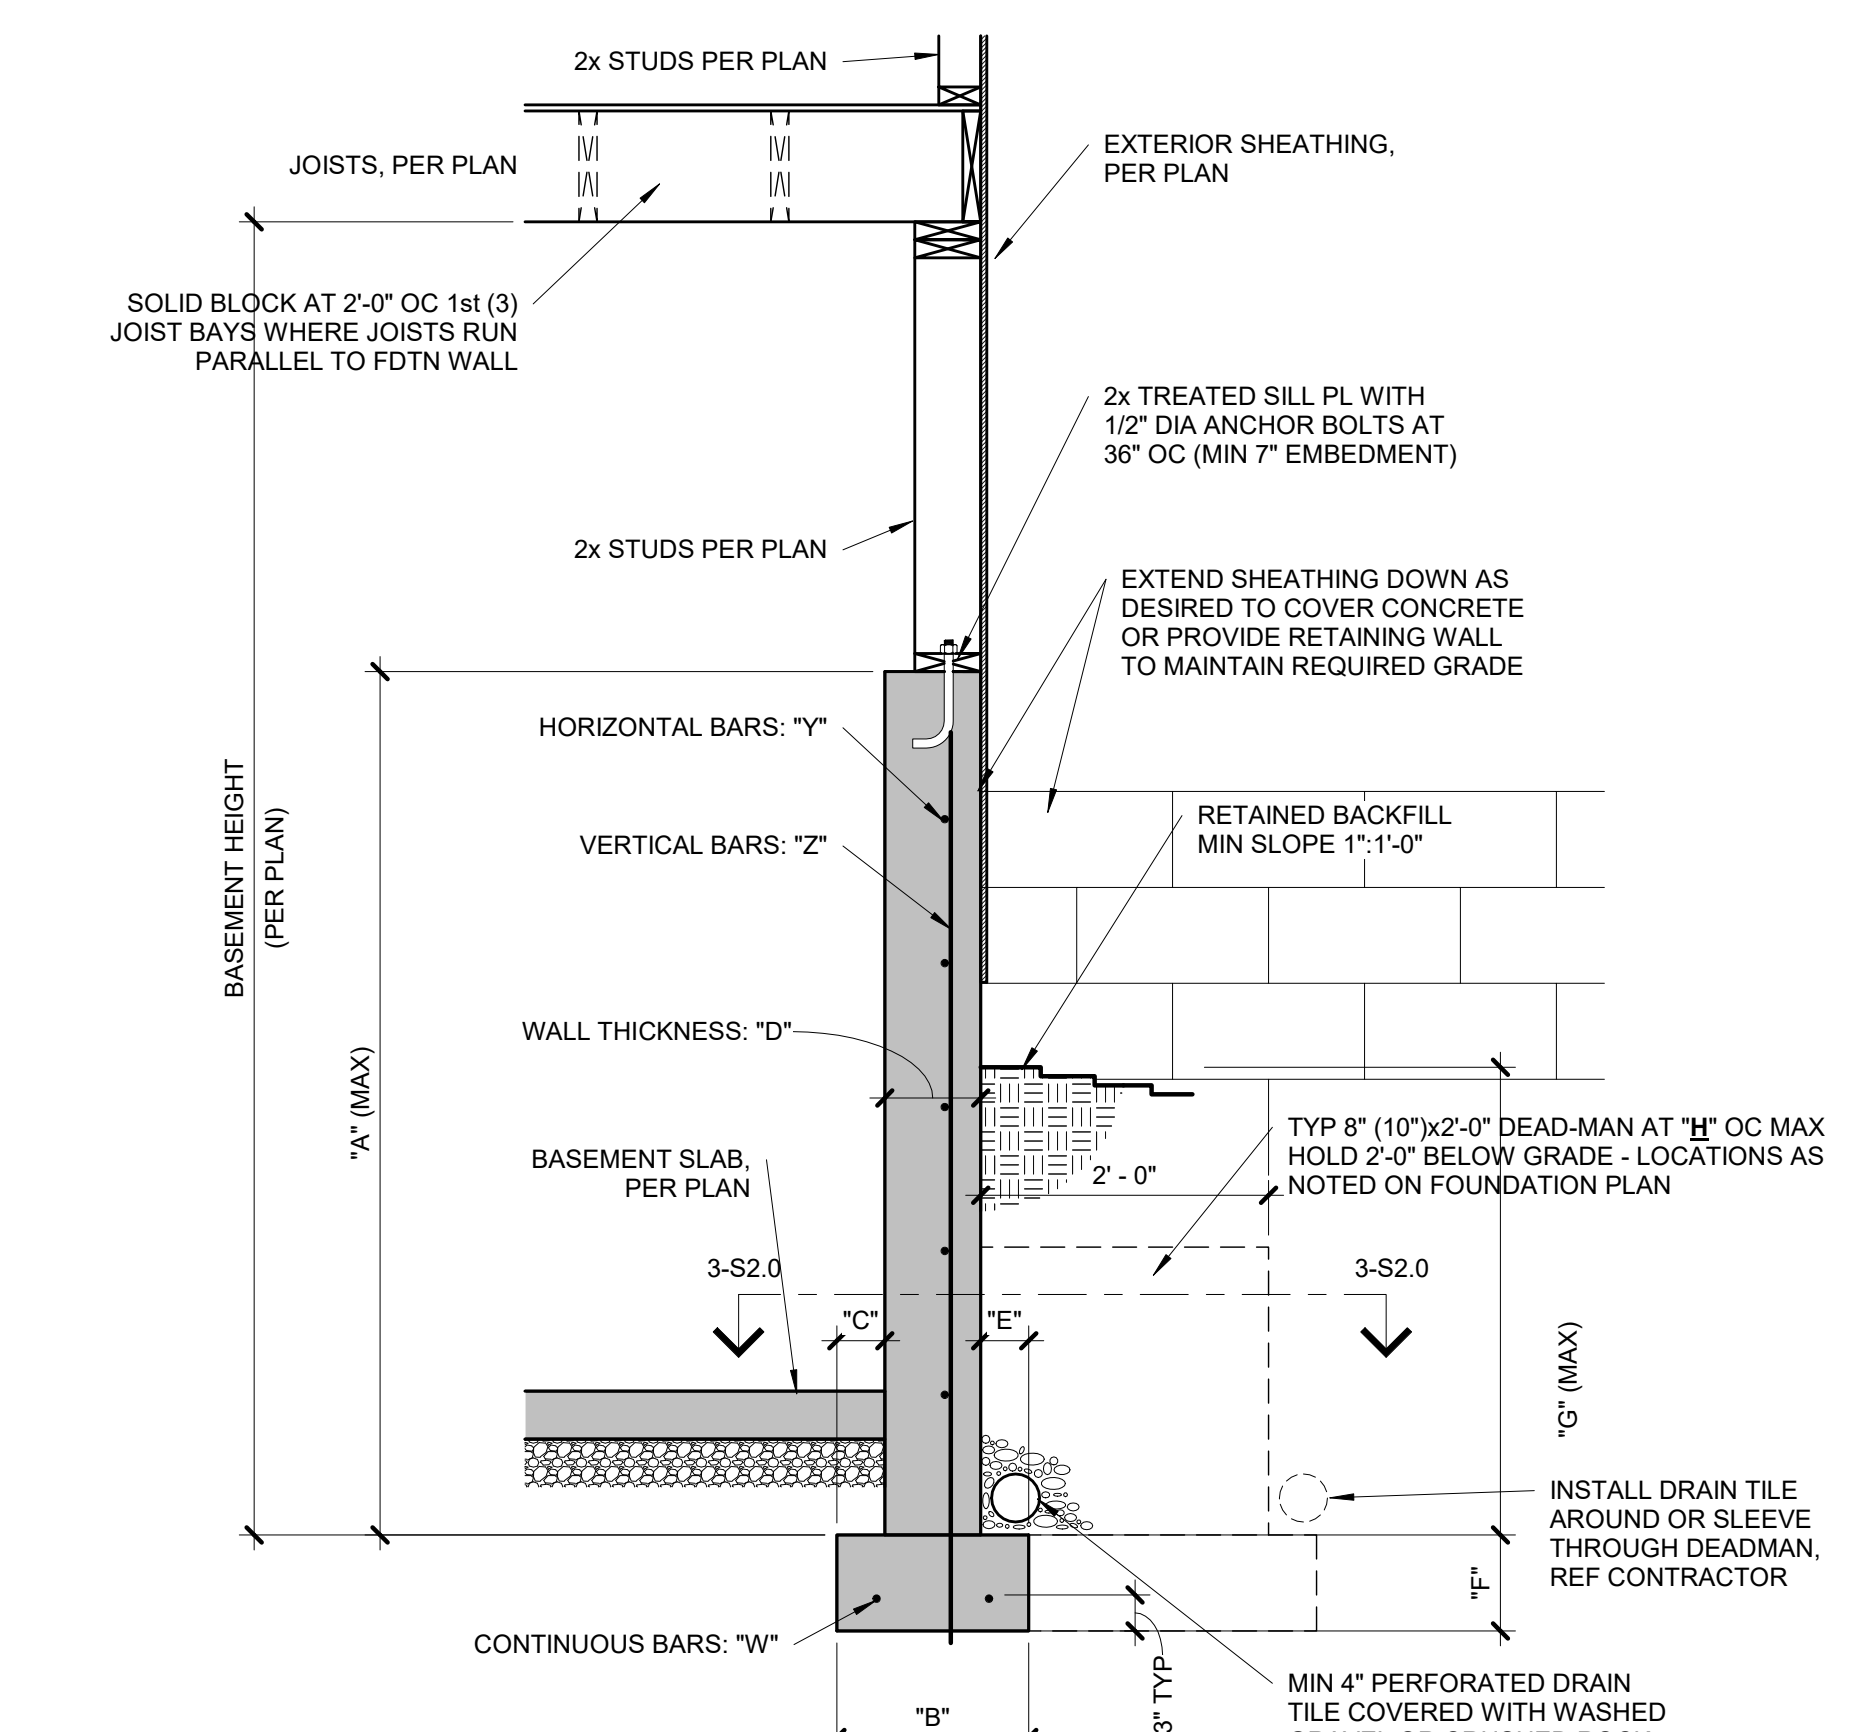 2x STUDS PER PLAN
JOISTS, PER PLAN
EXTERIOR SHEATHING,
PER PLAN
SOLID BLOCK AT 2'-0" OC 1st (3)
JOIST BAYS WHERE JOISTS RUN
PARALLEL TO FDTN WALL
2x TREATED SILL PL WITH
1/2" DIA ANCHOR BOLTS AT
36" OC (MIN 7" EMBEDMENT)
2x STUDS PER PLAN
EXTEND SHEATHING DOWN AS
DESIRED TO COVER CONCRETE
OR PROVIDE RETAINING WALL
TO MAINTAIN REQUIRED GRADE
HORIZONTAL BARS: "Y"
BASEMENT HEIGHT
(PER PLAN)
RETAINED BACKFILL
MIN SLOPE 1":1'-0"
VERTICAL BARS: "Z"
WALL THICKNESS: "D"
"A" (MAX)
TYP 8" (10")x2'-0" DEAD-MAN AT "H" OC MAX
HOLD 2'-0" BELOW GRADE - LOCATIONS AS
NOTED ON FOUNDATION PLAN
BASEMENT SLAB,
PER PLAN
2' - 0"
3-S2.0
3-S2.0
"C"
"E"
"G" (MAX)
INSTALL DRAIN TILE
AROUND OR SLEEVE
THROUGH DEADMAN,
REF CONTRACTOR
"F"
CONTINUOUS BARS: "W"
3" TYP
"B"
MIN 4" PERFORATED DRAIN
TILE COVERED WITH WASHED